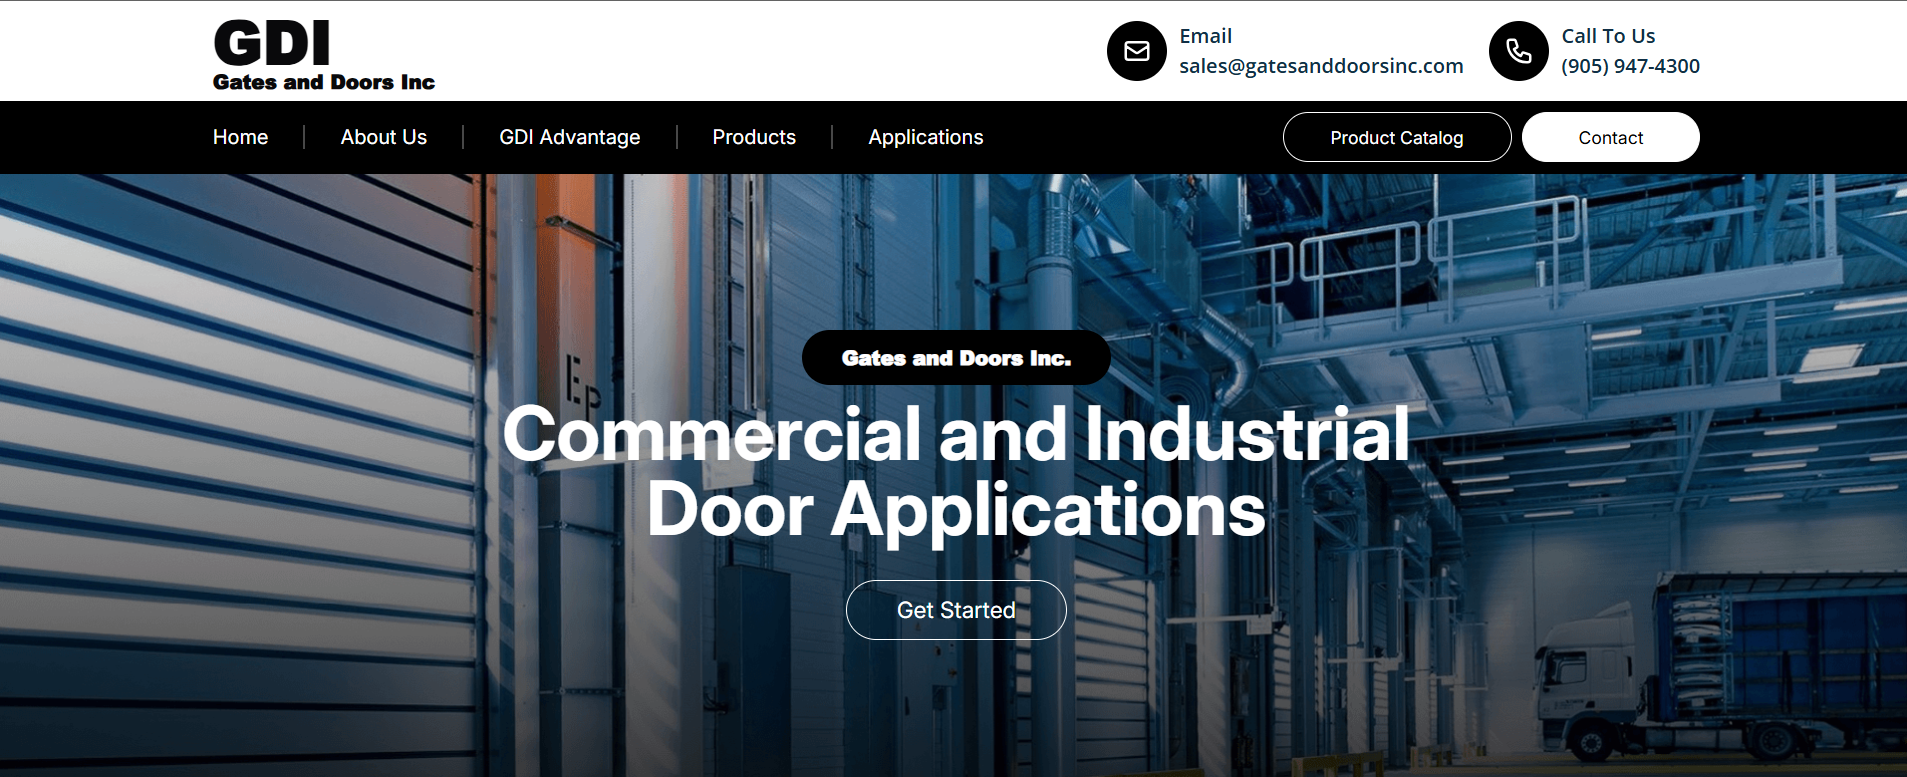 GDI
Gates and Doors Inc
Email
sales@gatesanddoorsinc.com
Call To Us
(905) 947-4300
Home
About Us
GDI Advantage
Products
Applications
Product Catalog
Contact
Ep
Gates and Doors Inc.
Commercial and Industrial
Door Applications
Get Started